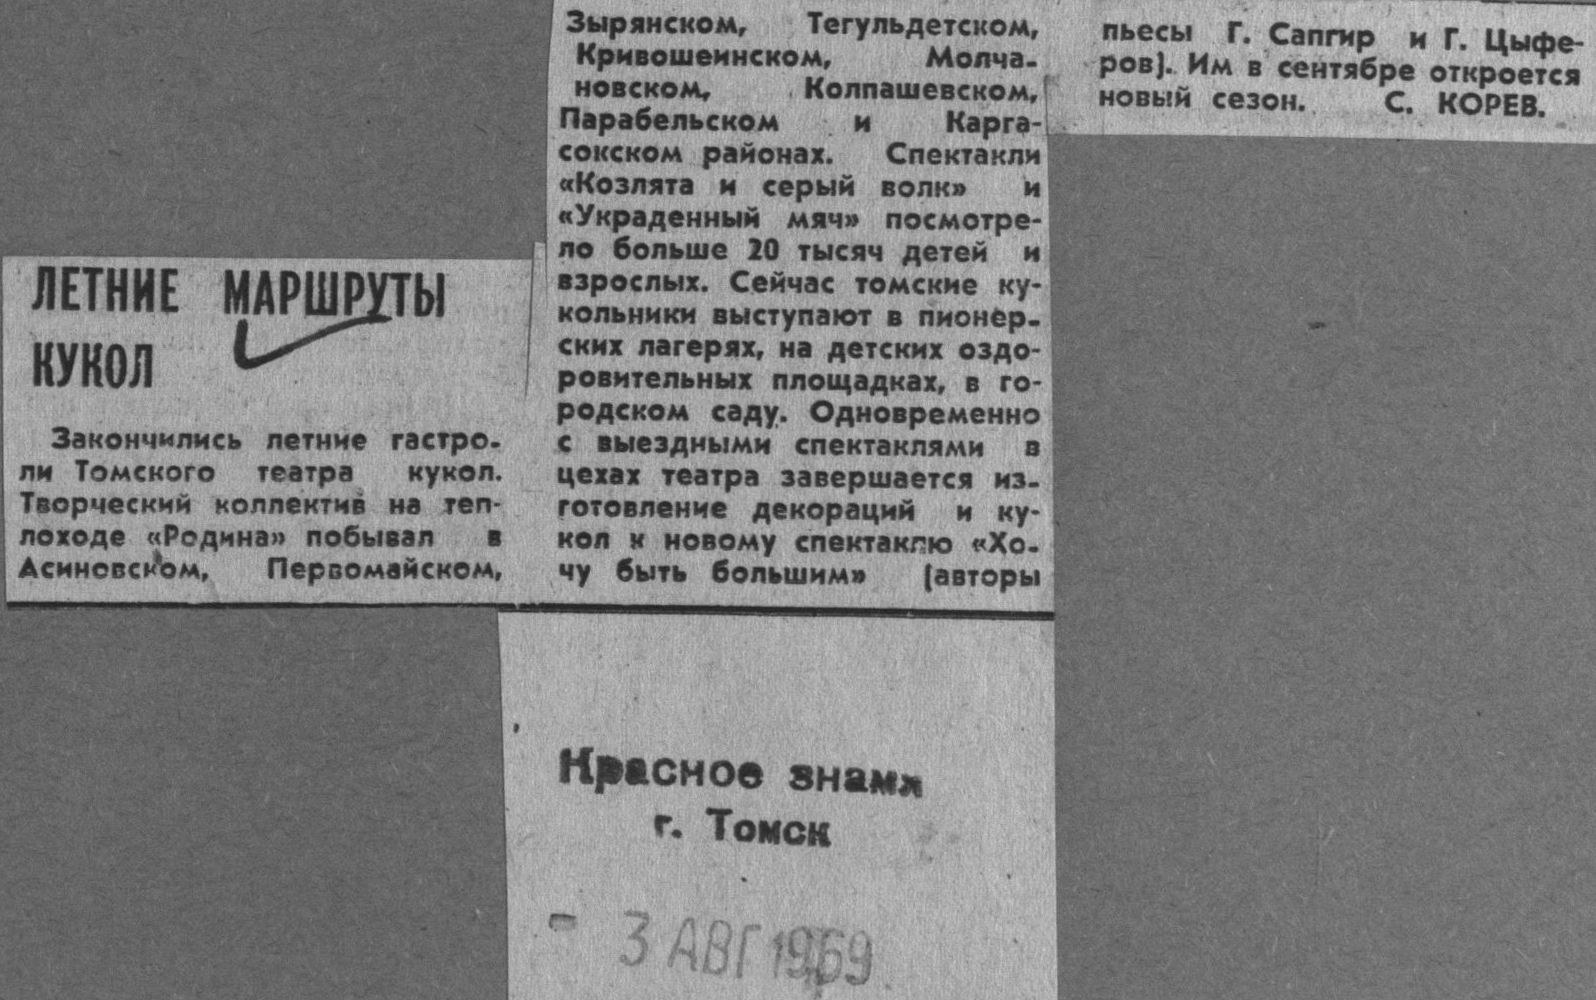 ЛЕТНИЕ МАРШРУТЫ
КУКОЛ
Закончились летние гастро-
ли Томского театра кукол.
Творческий коллектив на теп-
лоходе «Родина» побывал в
Асиновском, Первомайском,
Зырянском, Тегульдетском,
Кривошеинском, Молча-
новском, Колпашевском,
Парабельском и Карга-
сокском районах. Спектакли
«Козлята и серый волк» и
«Украденный мяч» посмотре-
ло больше 20 тысяч детей и
взрослых. Сейчас томские ку-
кольники выступают в пионер-
ских лагерях, на детских оздо-
ровительных площадках, в го-
родском саду. Одновременно
с выездными спектаклями в
цехах театра завершается из-
готовление декораций и ку-
кол к новому спектаклю «Хо-
чу быть большим» (авторы
пьесы Г. Сапгир и Г. Цыфе-
ров). Им в сентябре откроется
новый сезон. С. КОРЕВ.
Красное знамя
г. Томск
- 3 АВГ 1969